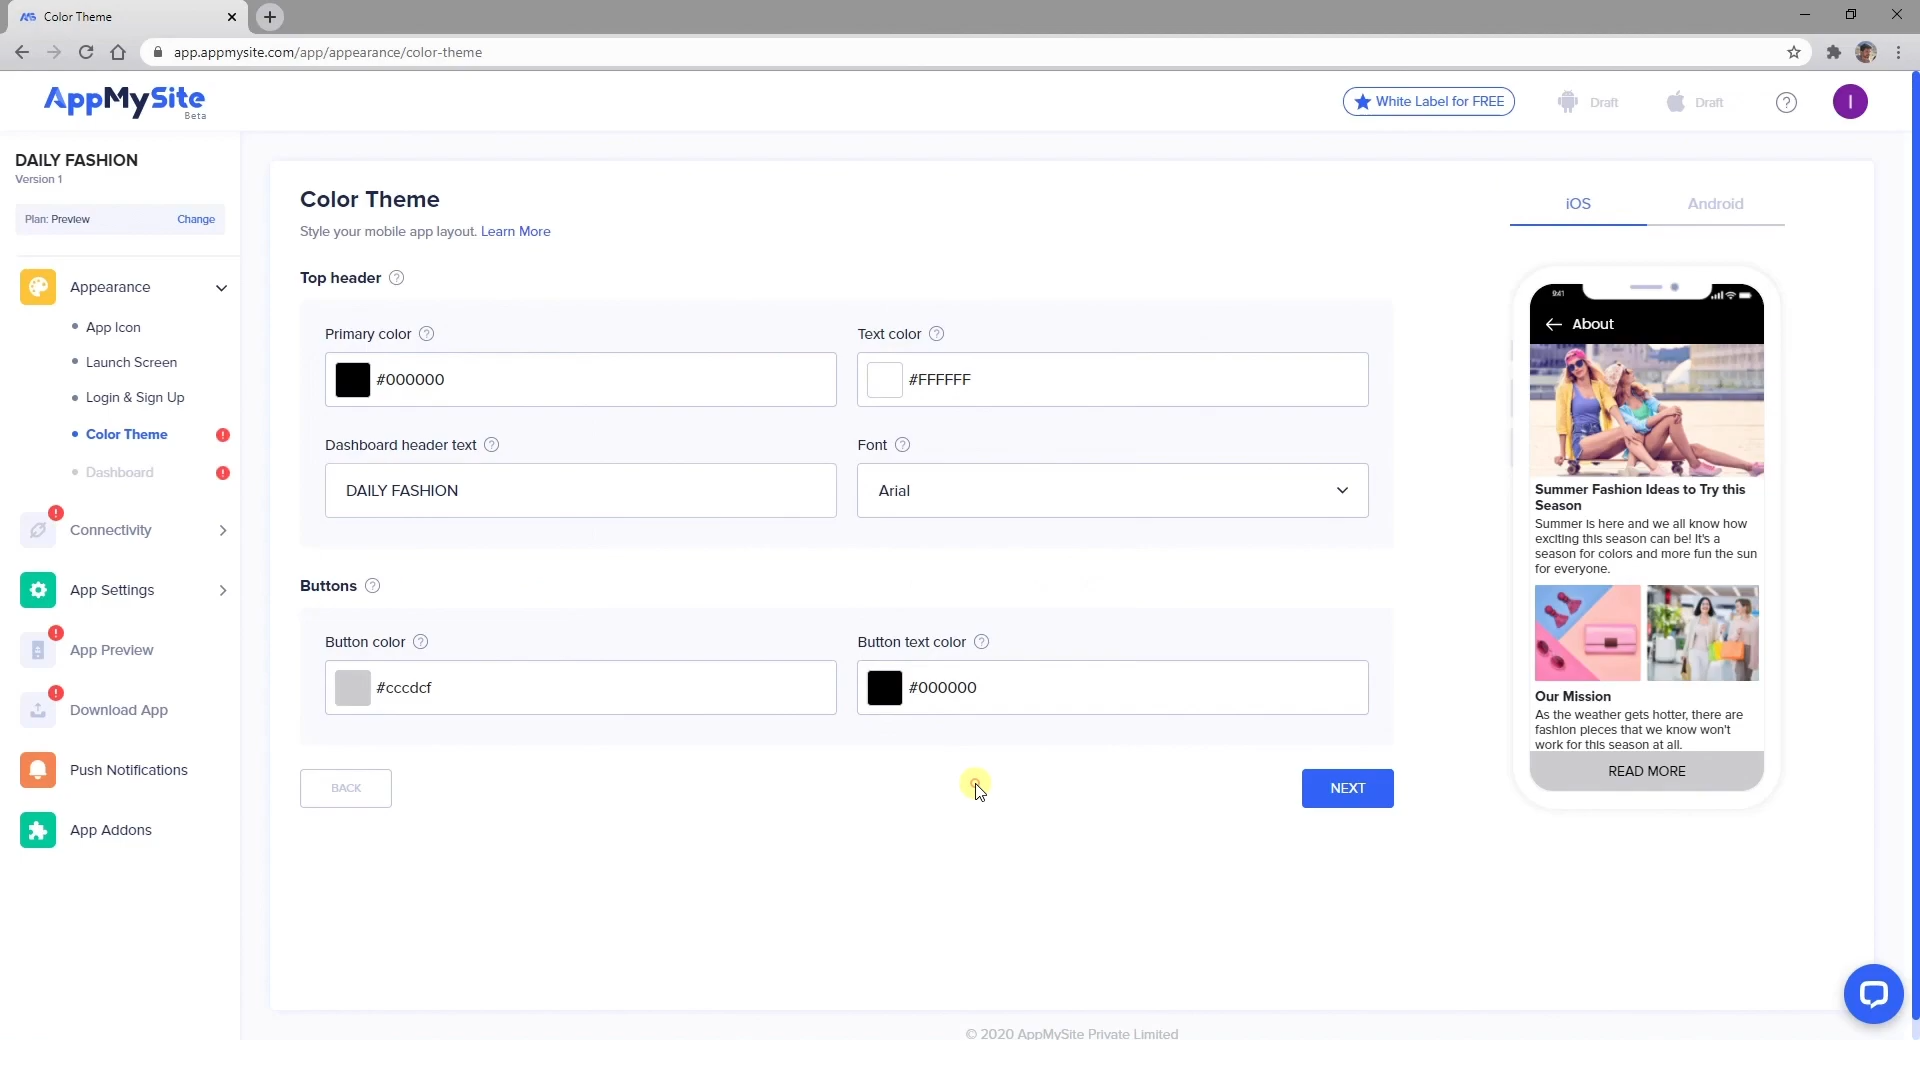 Color Theme
app.appmysite.com/app/appearance/color-theme
AppMySite
Beta
White Label for FREE
Draft
Draft
I
DAILY FASHION
Version 1
Plan: Preview
Change
Appearance
App Icon
Launch Screen
Login & Sign Up
Color Theme
Dashboard
Connectivity
App Settings
App Preview
Download App
Push Notifications
App Addons
Color Theme
Style your mobile app layout. Learn More
Top header
Primary color
Text color
#000000
#FFFFFF
Dashboard header text
Font
DAILY FASHION
Arial
Buttons
Button color
Button text color
#cccdcf
#000000
BACK
NEXT
iOS
Android
9:41
About
Summer Fashion Ideas to Try this
Season
Summer is here and we all know how
exciting this season can be! It's a
season for colors and more fun the sun
for everyone.
Our Mission
As the weather gets hotter, there are
fashion pieces that we know won't
work for this season at all.
READ MORE
© 2020 AppMySite Private Limited